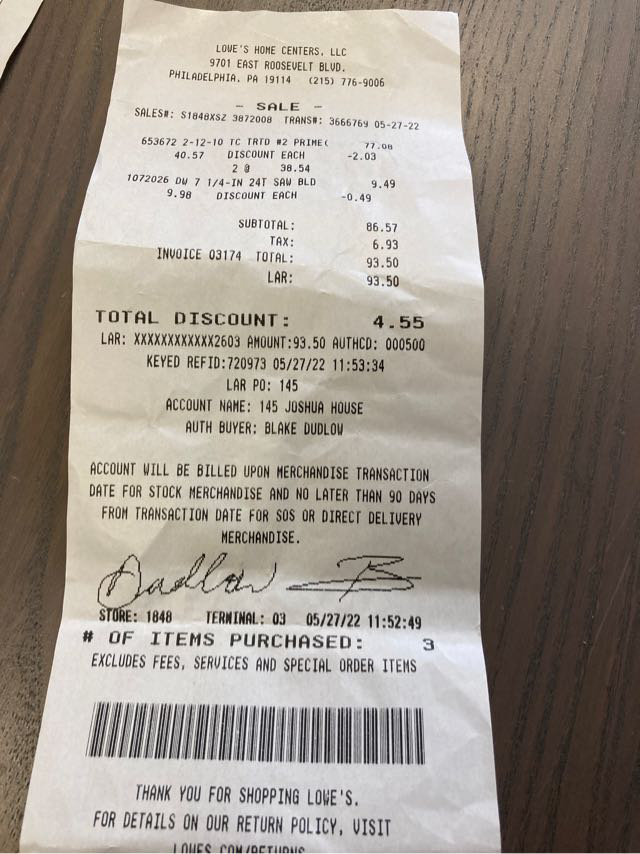 LOWE'S HOME CENTERS, LLC
9701 EAST ROOSEVELT BLVD.
PHILADELPHIA, PA 19114 (215) 776-9006
- SALE -
SALES#: S1848XSZ 3872008 TRANS#: 3666769 05-27-22
653672 2-12-10 TC TRTD #2 PRIME( 77.08
40.57 DISCOUNT EACH -2.03
2 @ 38.54
1072026 DW 7 1/4-IN 24T SAW BLD 9.49
9.98 DISCOUNT EACH -0.49
SUBTOTAL: 86.57
TAX: 6.93
INVOICE 03174 TOTAL: 93.50
LAR: 93.50
TOTAL DISCOUNT: 4.55
LAR: XXXXXXXXXXXX2603 AMOUNT:93.50 AUTHCD: 000500
KEYED REFID:720973 05/27/22 11:53:34
LAR PO: 145
ACCOUNT NAME: 145 JOSHUA HOUSE
AUTH BUYER: BLAKE DUDLOW
ACCOUNT WILL BE BILLED UPON MERCHANDISE TRANSACTION
DATE FOR STOCK MERCHANDISE AND NO LATER THAN 90 DAYS
FROM TRANSACTION DATE FOR SOS OR DIRECT DELIVERY
MERCHANDISE.
STORE: 1848 TERMINAL: 03 05/27/22 11:52:49
# OF ITEMS PURCHASED: 3
EXCLUDES FEES, SERVICES AND SPECIAL ORDER ITEMS
THANK YOU FOR SHOPPING LOWE'S.
FOR DETAILS ON OUR RETURN POLICY, VISIT
LOWES.COM/RETURNS